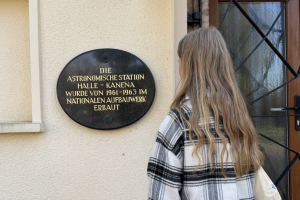 DIE
ASTRONOMISCHE STATION
HALLE - KANENA
WURDE VON 1961-1963 IM
NATIONALEN AUFBAUWERK
ERBAUT